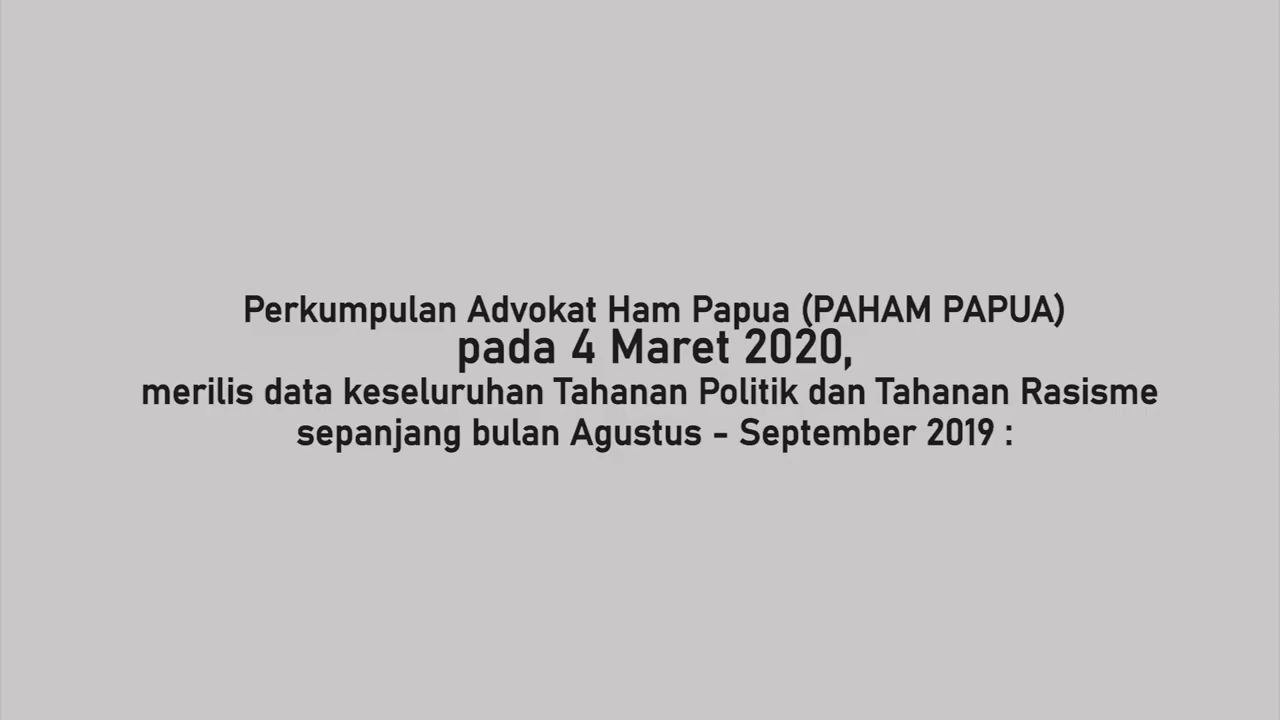 Perkumpulan Advokat Ham Papua (PAHAM PAPUA)
pada 4 Maret 2020,
merilis data keseluruhan Tahanan Politik dan Tahanan Rasisme
sepanjang bulan Agustus - September 2019 :